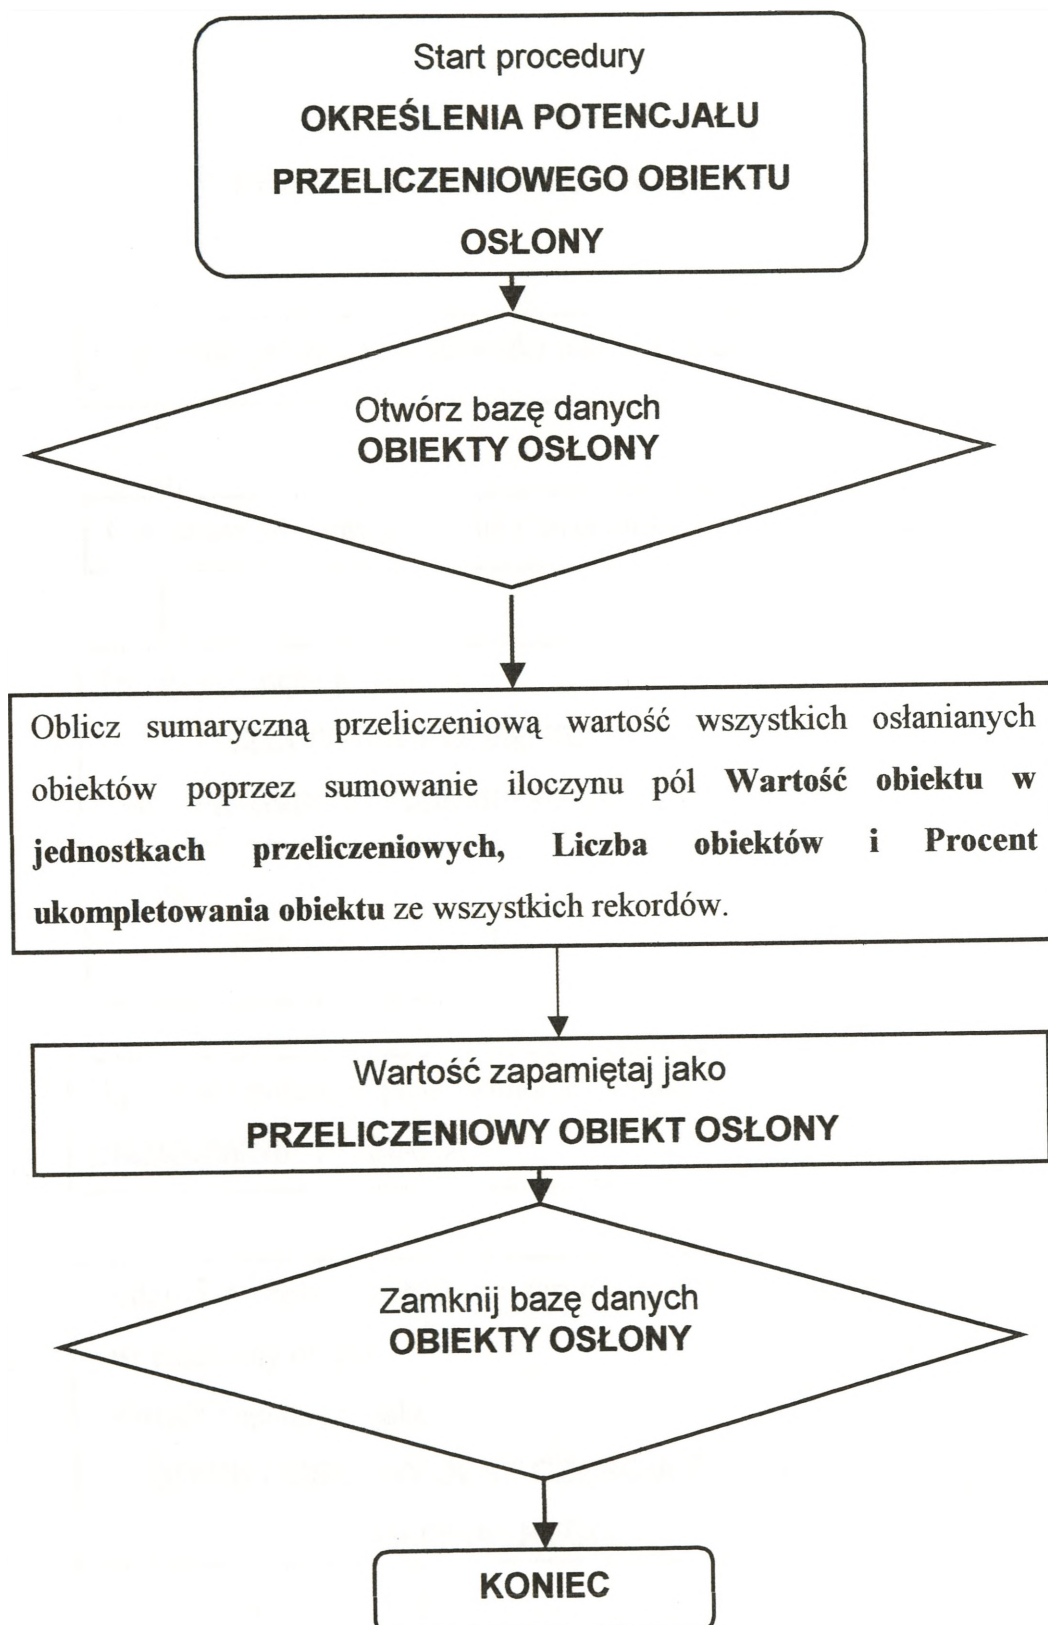 Start procedury
OKREŚLENIA POTENCJAŁU
PRZELICZENIOWEGO OBIEKTU
OSŁONY
Otwórz bazę danych
OBIEKTY OSŁONY
Oblicz sumaryczną przeliczeniową wartość wszystkich osłanianych
obiektów poprzez sumowanie iloczynu pól Wartość obiektu w
jednostkach przeliczeniowych, Liczba obiektów i Procent
ukompletowania obiektu ze wszystkich rekordów.
Wartość zapamiętaj jako
PRZELICZENIOWY OBIEKT OSŁONY
Zamknij bazę danych
OBIEKTY OSŁONY
KONIEC